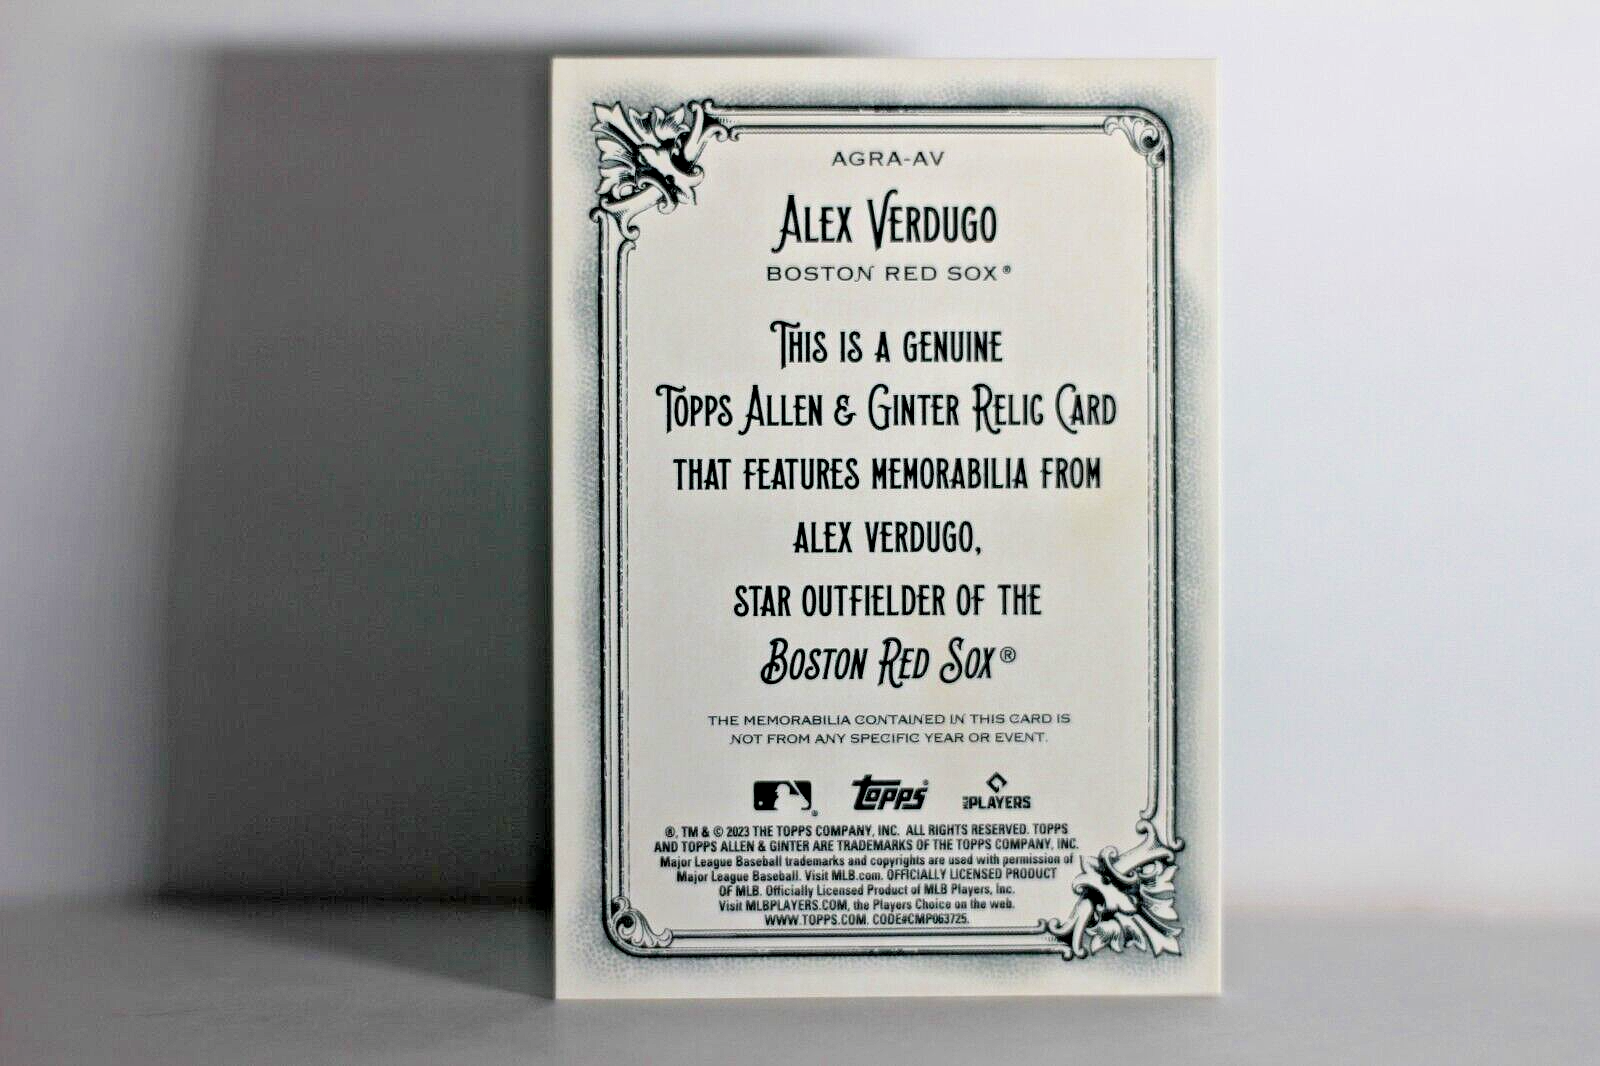 AGRA-AV
ALEX VERDUGO
BOSTON RED SOX®
THIS IS A GENUINE
TOPPS ALLEN & GINTER RELIC CARD
THAT FEATURES MEMORABILIA FROM
ALEX VERDUGO,
STAR OUTFIELDER OF THE
BOSTON RED SOX®
THE MEMORABILIA CONTAINED IN THIS CARD IS
NOT FROM ANY SPECIFIC YEAR OR EVENT.
topps® MLB PLAYERS
®, TM & © 2023 THE TOPPS COMPANY, INC. ALL RIGHTS RESERVED. TOPPS
AND TOPPS ALLEN & GINTER ARE TRADEMARKS OF THE TOPPS COMPANY, INC.
Major League Baseball trademarks and copyrights are used with permission of
Major League Baseball. Visit MLB.com. OFFICIALLY LICENSED PRODUCT
OF MLB. Officially Licensed Product of MLB Players, Inc.
Visit MLBPLAYERS.COM, the Players Choice on the web.
WWW.TOPPS.COM. CODE#CMP063725.